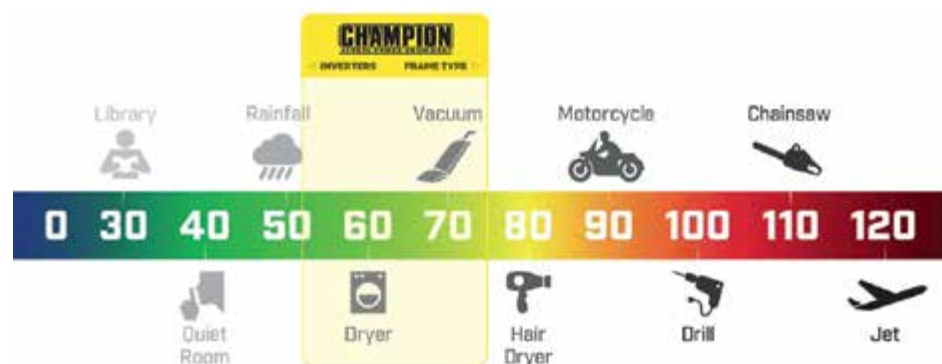 CHAMPION
INVERTERS FRAME TYPE
Library Rainfall Vacuum Motorcycle Chainsaw
0 30 40 50 60 70 80 90 100 110 120
Quiet Room
Dryer
Hair Dryer
Drill
Jet